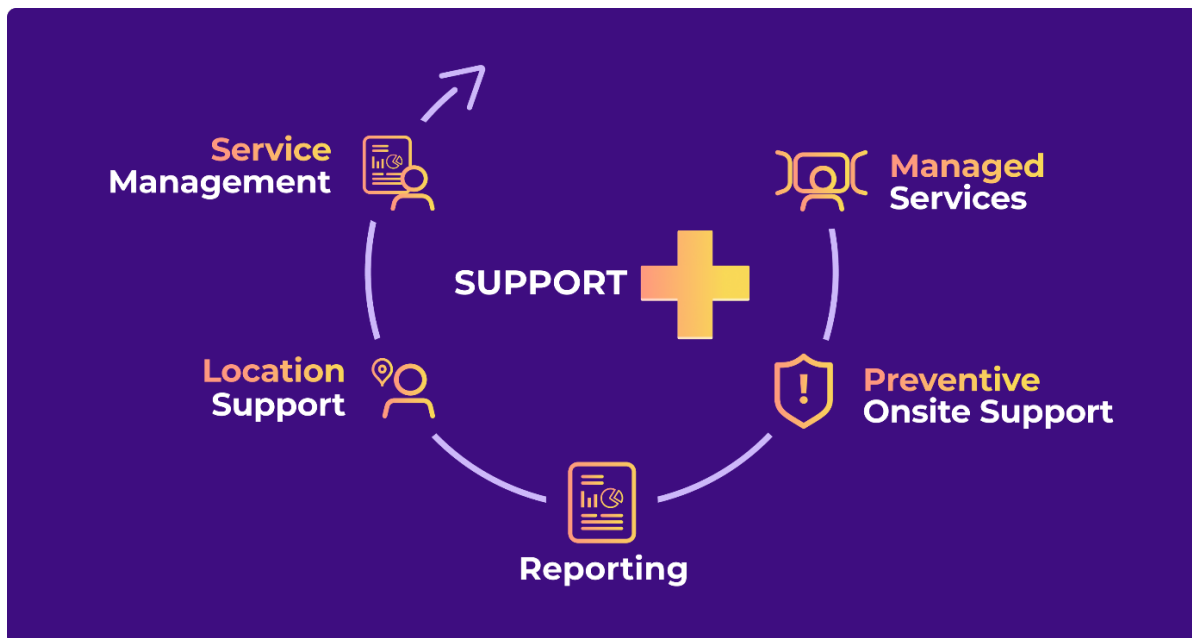 Service
Management
Managed
Services
SUPPORT
Location
Support
Preventive
Onsite Support
Reporting